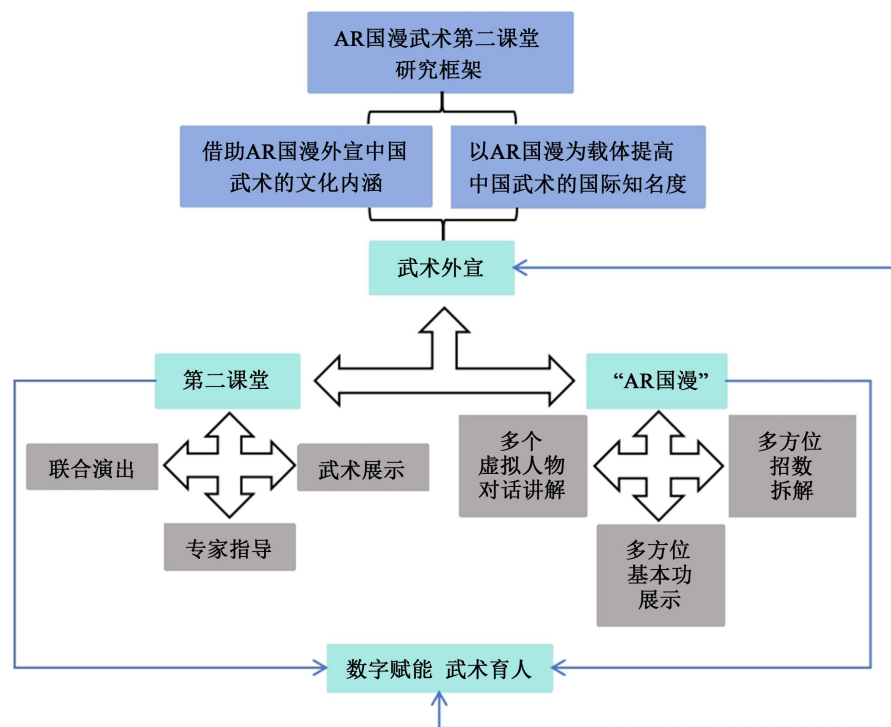 AR国漫武术第二课堂
研究框架
借助AR国漫外宣中国
武术的文化内涵
以AR国漫为载体提高
中国武术的国际知名度
武术外宣
第二课堂
“AR国漫”
联合演出
武术展示
专家指导
多个
虚拟人物
对话讲解
多方位
招数
拆解
多方位
基本功
展示
数字赋能 武术育人